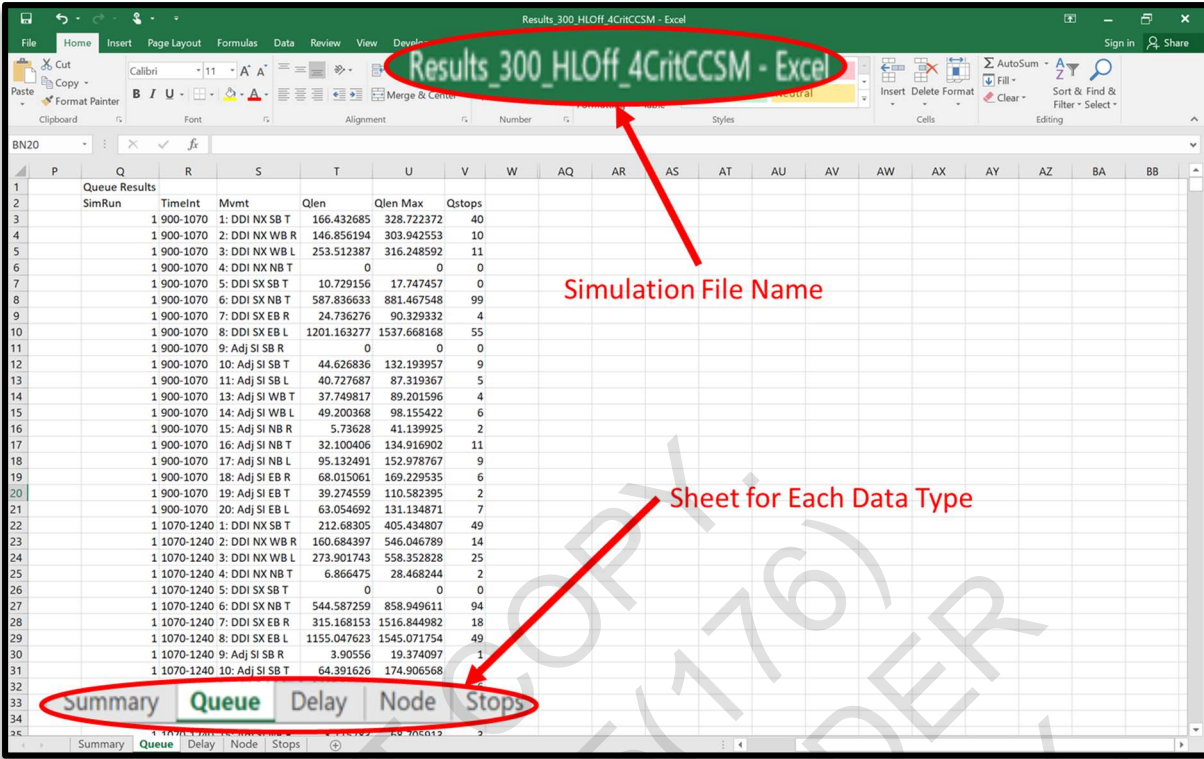 Results_300_HLOff_4CritCCSM - Excel
File Home Insert Page Layout Formulas Data Review View Sign in Share
Results_300_HLOff_4CritCCSM - Excel
Paste Cut Copy Format Painter Calibri 11 B I U Merge & Insert Delete Format AutoSum Fill Clear Sort & Filter Find & Select
Clipboard Font Alignment Number Styles Cells Editing
BN20 fx
P Q R S T U V W AQ AR AS AT AU AV AW AX AY AZ BA BB
1 Queue Results
2 SimRun TimeInt Mvmt Qlen Qlen Max Qstops
3 1 900-1070 1: DDI NX SB T 166.432685 328.722372 40
4 1 900-1070 2: DDI NX WB R 146.856194 303.942553 10
5 1 900-1070 3: DDI NX WB L 253.512387 316.248592 11
6 1 900-1070 4: DDI NX NB T 0 0 0
7 1 900-1070 5: DDI SX SB T 10.729156 17.747457 0
8 1 900-1070 6: DDI SX NB T 587.836633 881.467548 99
9 1 900-1070 7: DDI SX EB R 24.736276 90.329332 4
10 1 900-1070 8: DDI SX EB L 1201.163277 1537.668168 55
11 1 900-1070 9: Adj SI SB R 0 0 0
12 1 900-1070 10: Adj SI SB T 44.626836 132.193957 9
13 1 900-1070 11: Adj SI SB L 40.727687 87.319367 5
14 1 900-1070 13: Adj SI WB T 37.749817 89.201596 4
15 1 900-1070 14: Adj SI WB L 49.200368 98.155422 6
16 1 900-1070 15: Adj SI NB R 5.73628 41.139925 2
17 1 900-1070 16: Adj SI NB T 32.100406 134.916902 11
18 1 900-1070 17: Adj SI NB L 95.132491 152.978767 9
19 1 900-1070 18: Adj SI EB R 68.015061 169.229535 6
20 1 900-1070 19: Adj SI EB T 39.274559 110.582395 2
21 1 900-1070 20: Adj SI EB L 63.054692 131.134871 7
22 1 1070-1240 1: DDI NX SB T 212.68305 405.434807 49
23 1 1070-1240 2: DDI NX WB R 160.684397 546.046789 14
24 1 1070-1240 3: DDI NX WB L 273.901743 558.352828 25
25 1 1070-1240 4: DDI NX NB T 6.866475 28.468244 2
26 1 1070-1240 5: DDI SX SB T 0 0 0
27 1 1070-1240 6: DDI SX NB T 544.587259 858.949611 94
28 1 1070-1240 7: DDI SX EB R 315.168153 1516.844982 18
29 1 1070-1240 8: DDI SX EB L 1155.047623 1545.071754 49
30 1 1070-1240 9: Adj SI SB R 3.90556 19.374097 1
31 1 1070-1240 10: Adj SI SB T 64.391626 174.906568
32
33
34
35
Simulation File Name
Sheet for Each Data Type
Summary Queue Delay Node Stops
Summary Queue Delay Node Stops
COPY.
(176)